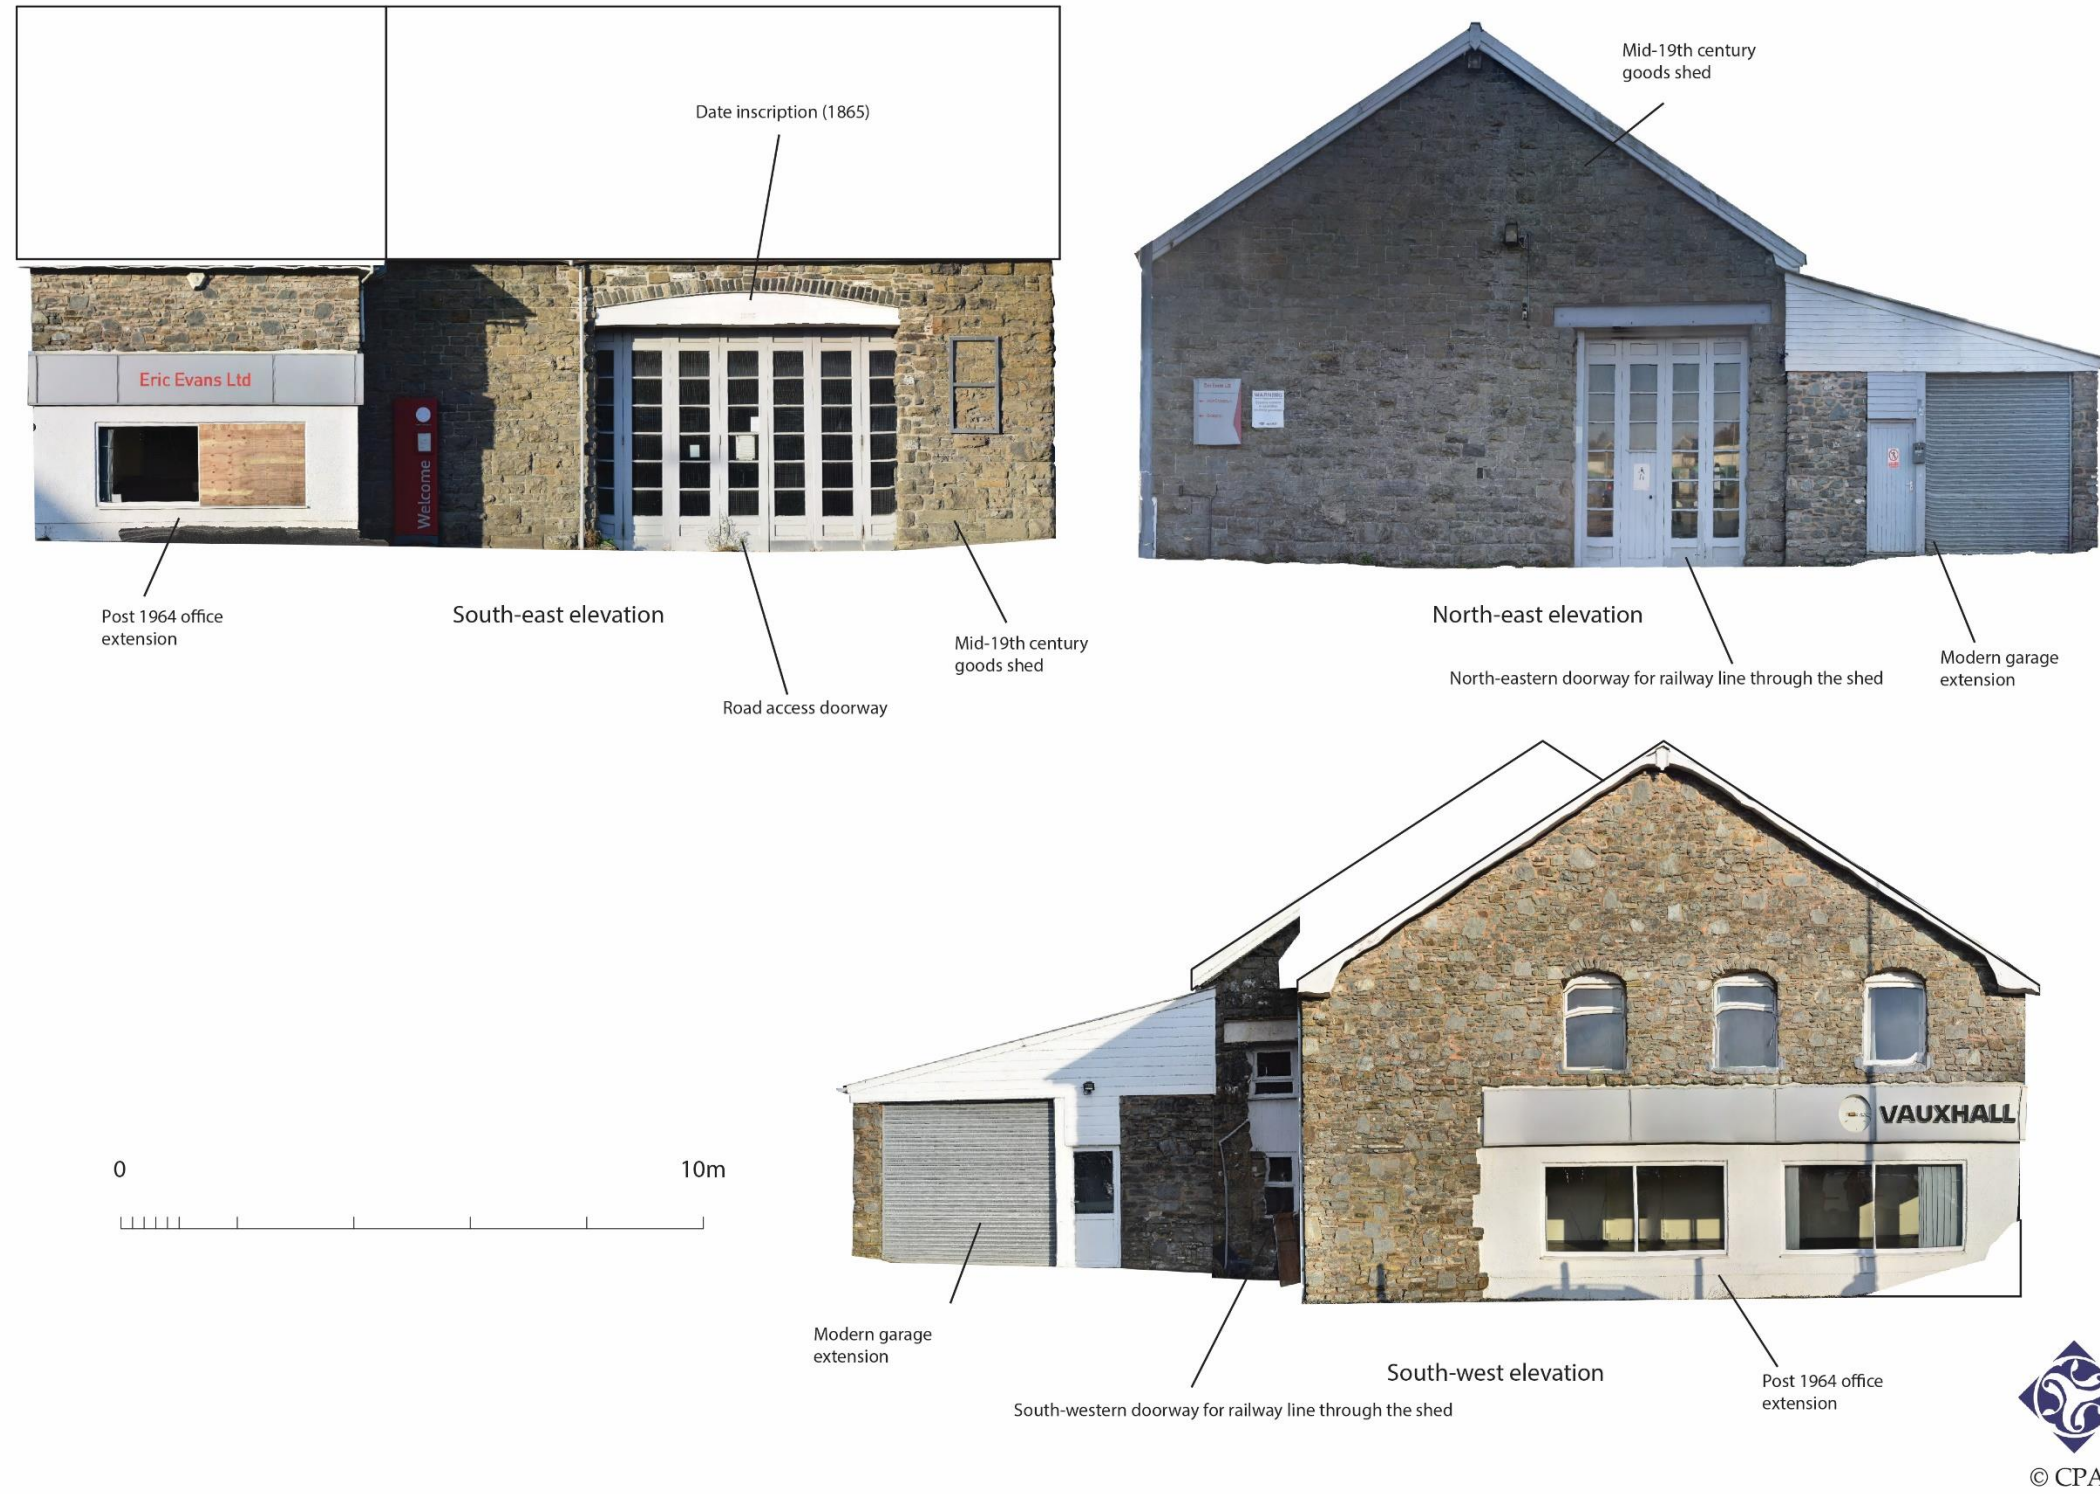 Date inscription (1865)
Mid-19th century
goods shed
Eric Evans Ltd
Welcome
Post 1964 office
extension
South-east elevation
Mid-19th century
goods shed
Road access doorway
North-east elevation
North-eastern doorway for railway line through the shed
Modern garage
extension
VAUXHALL
0
10m
Modern garage
extension
South-western doorway for railway line through the shed
South-west elevation
Post 1964 office
extension
© CPA